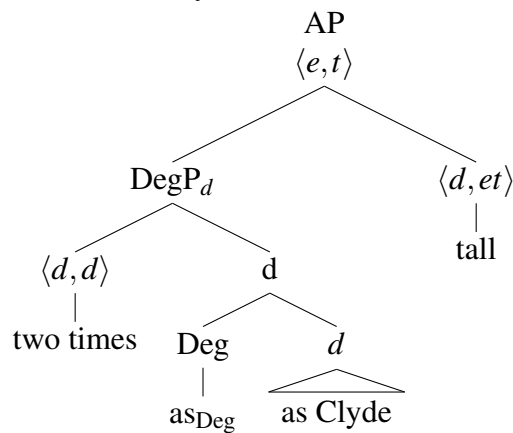 AP
⟨e,t⟩
DegP_d ⟨d,et⟩
tall
⟨d,d⟩ d
two times Deg d
as_Deg as Clyde